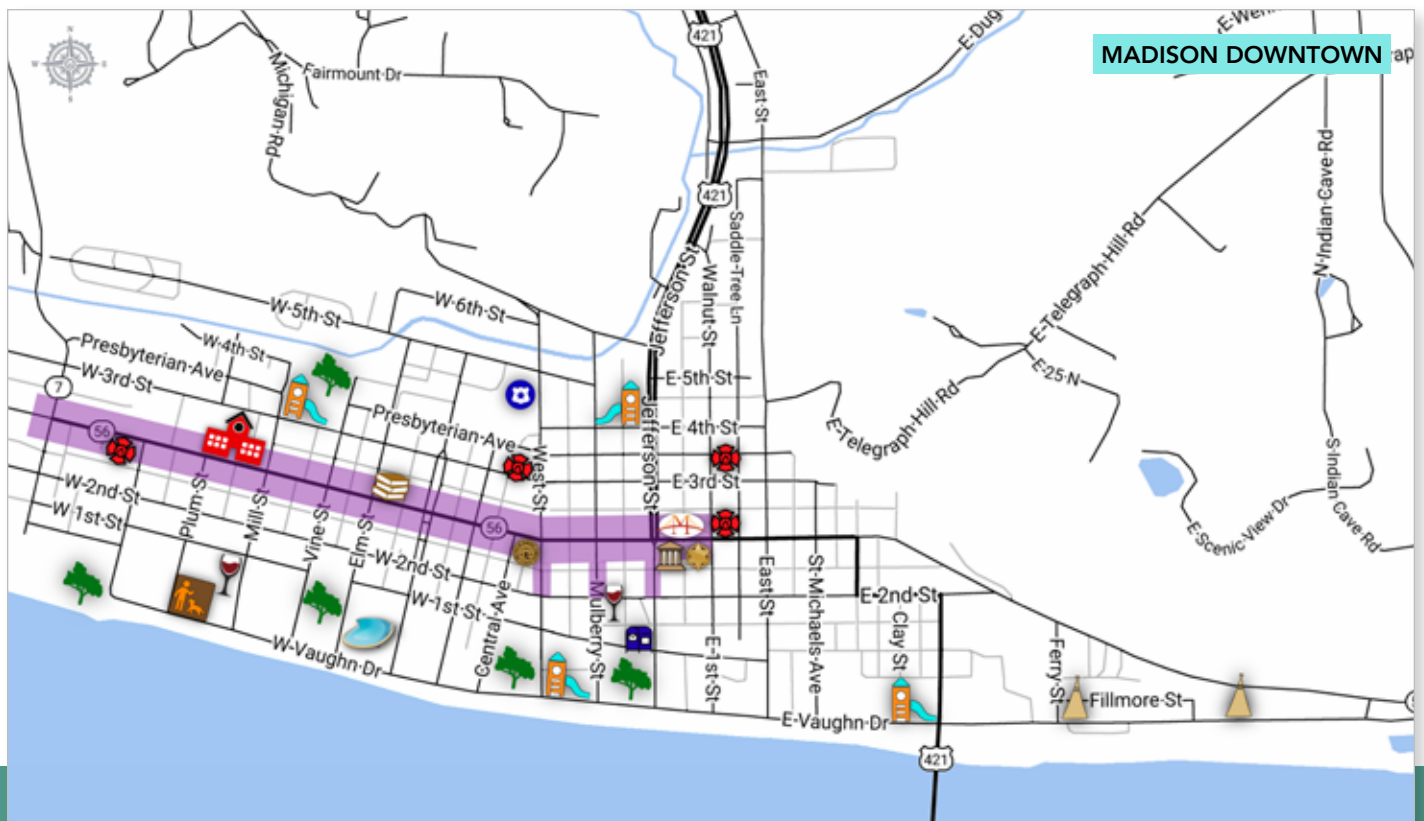 MADISON DOWNTOWN
421
E-Dug
E-Wen
rap
Fairmount-Dr
Michigan-Rd
East-St
N-Indian-Cave-Rd
421
Saddle-Tree Ln
E-Telegraph-Hill-Rd
Jefferson-St
Walnut-St
W-5th-St
W-6th-St
W-4th-St
Presbyterian-Ave
W-3rd-St
7
E-5th-St
E-25-N
E-Telegraph-Hill-Rd
Presbyterian-Ave
Jefferson-St
E 4th-St
56
West-St
E-3rd-St
S-Indian Cave-Rd
W-2nd-St
W-1st-St
Plum-St
Mill-St
Vine-St
Elm-St
56
M
E-Scenic-View-Dr
W-2nd-St
W-1st-St
Central-Ave
Mulberry-St
East-St
St-Michaels-Ave
E-2nd-St
Clay St
E-1st-St
Ferry-St
W-Vaughn-Dr
E-Vaughn-Dr
Fillmore-St
421
W
E
N
S